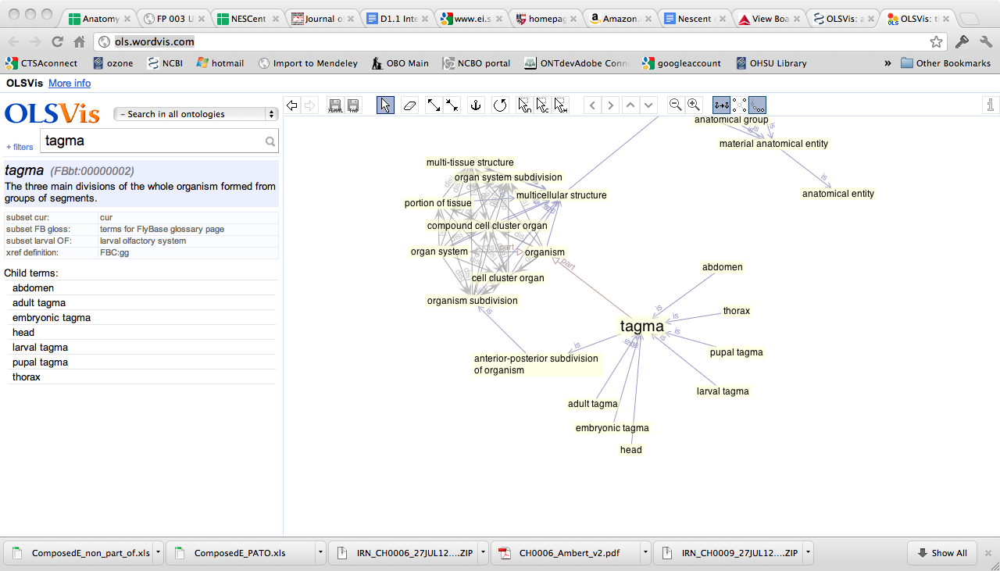 Anatomy
FP 003 U
NESCent
Journal o
D1.1 Inte
www.ei.s
homepag
Amazon.
Nescent
View Boa
OLSVis: a
OLSVis: th
ols.wordvis.com
CTSAconnect
ozone
NCBI
hotmail
Import to Mendeley
OBO Main
NCBO portal
ONTdevAdobe Conn
googleaccount
OHSU Library
»
Other Bookmarks
OLSVis More info
OLSVis
– Search in all ontologies
+ filters
tagma
XGMML
TAB
tagma (FBbt:00000002)
The three main divisions of the whole organism formed from
groups of segments.
subset cur: cur
subset FB gloss: terms for FlyBase glossary page
subset larval OF: larval olfactory system
xref definition: FBC:gg
Child terms:
abdomen
adult tagma
embryonic tagma
head
larval tagma
pupal tagma
thorax
anatomical group
is
material anatomical entity
is
anatomical entity
multi-tissue structure
organ system subdivision
multicellular structure
portion of tissue
compound cell cluster organ
organ system
part
organism
part
cell cluster organ
organism subdivision
is
abdomen
is
thorax
is
tagma
is
is
pupal tagma
is
anterior-posterior subdivision
of organism
larval tagma
adult tagma
embryonic tagma
head
ComposedE_non_part_of.xls
ComposedE_PATO.xls
IRN_CH0006_27JUL12....ZIP
CH0006_Ambert_v2.pdf
IRN_CH0009_27JUL12....ZIP
Show All